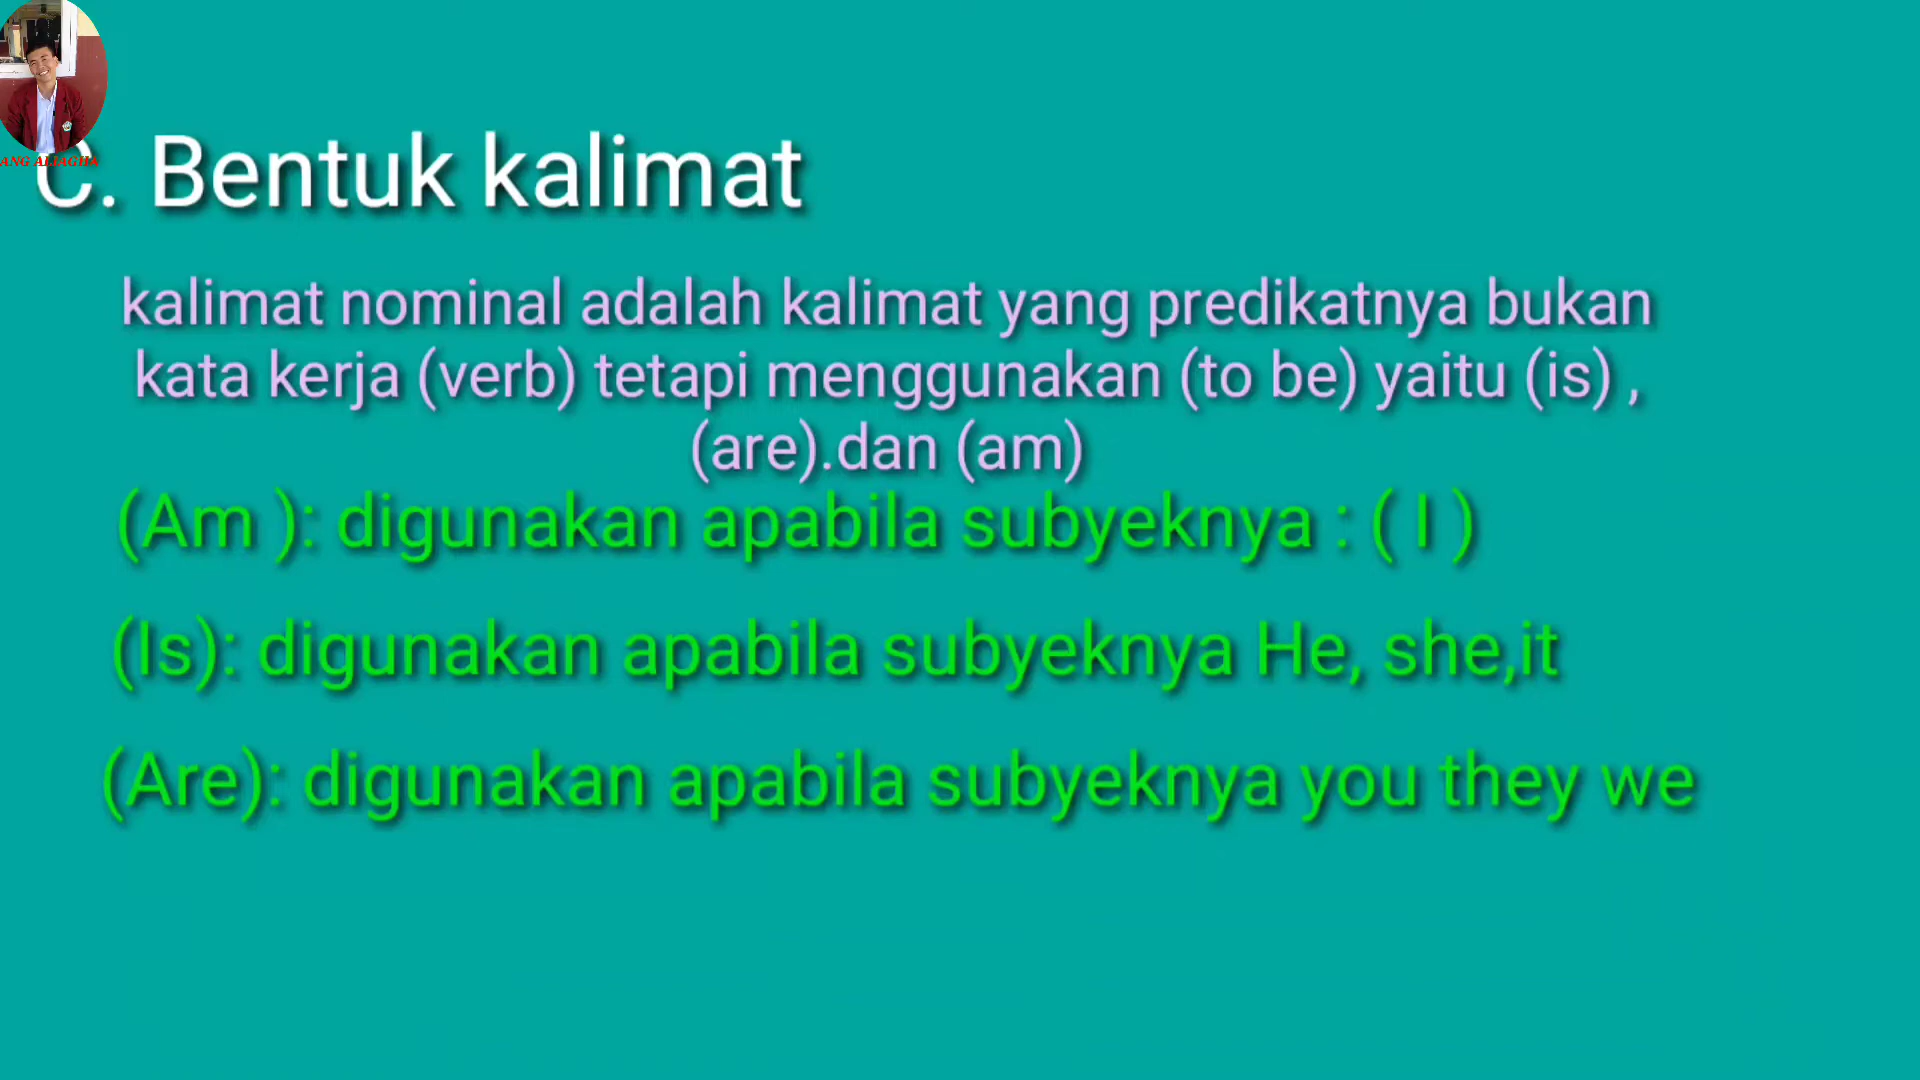 ANG ALIAGHA
C. Bentuk kalimat
kalimat nominal adalah kalimat yang predikatnya bukan
kata kerja (verb) tetapi menggunakan (to be) yaitu (is) ,
(are).dan (am)
(Am ): digunakan apabila subyeknya : ( I )
(Is): digunakan apabila subyeknya He, she,it
(Are): digunakan apabila subyeknya you they we